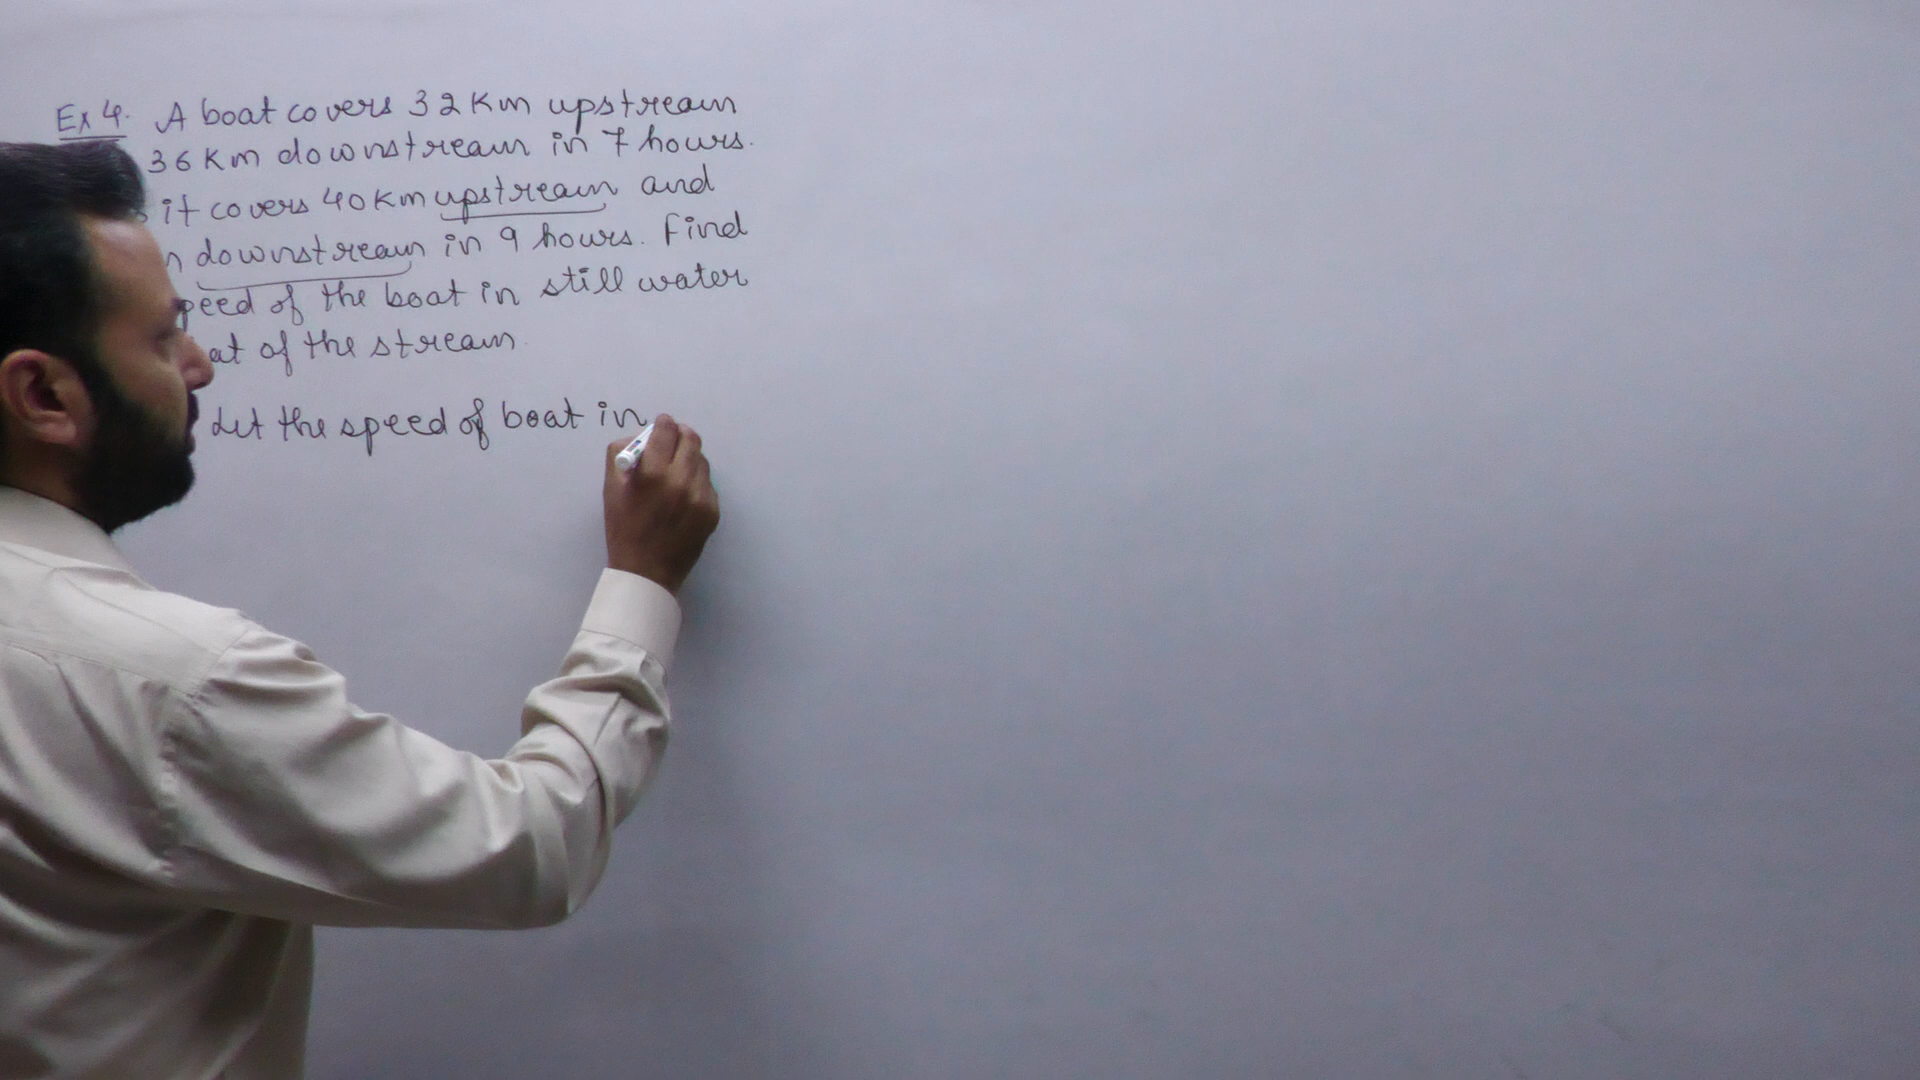 Ex 4. A boat covers 32 Km upstream
36 Km downstream in 7 hours.
it covers 40 Km upstream and
downstream in 9 hours. Find
peed of the boat in still water
at of the stream
Let the speed of boat in